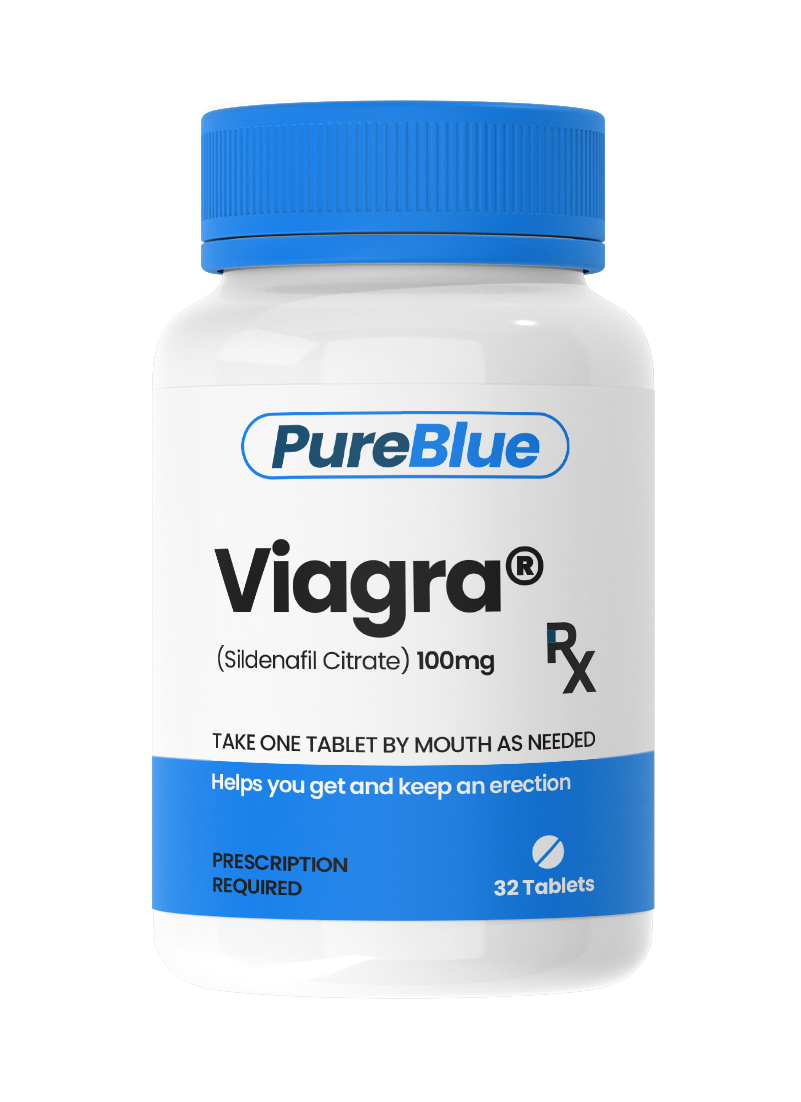 PureBlue
Viagra®
(Sildenafil Citrate) 100mg
Rx
TAKE ONE TABLET BY MOUTH AS NEEDED
Helps you get and keep an erection
PRESCRIPTION
REQUIRED
32 Tablets